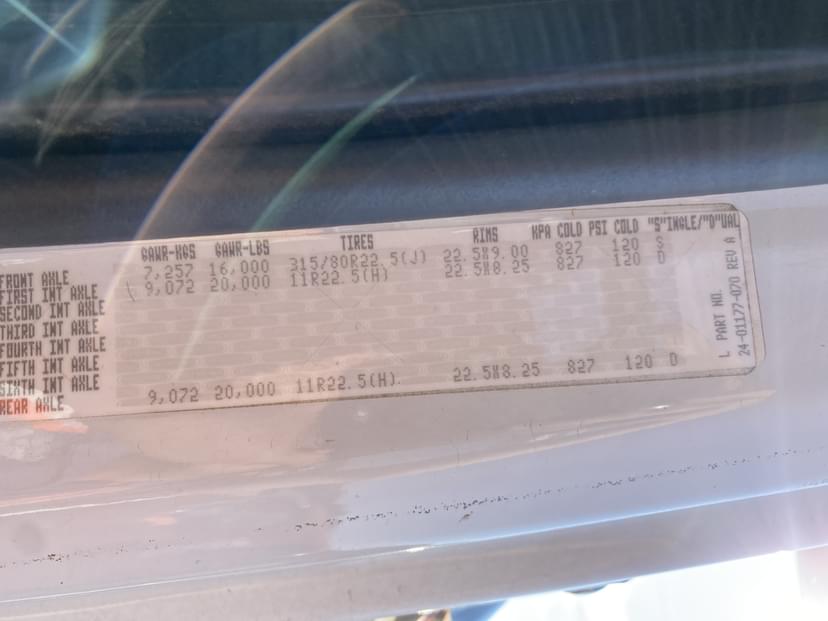 GAWR-KGS GAWR-LBS TIRES RIMS KPA COLD PSI COLD "S"INGLE/"D"UAL
FRONT AXLE 7,257 16,000 315/80R22.5(J) 22.5X9.00 827 120 S
FIRST INT AXLE 9,072 20,000 11R22.5(H) 22.5X8.25 827 120 D
SECOND INT AXLE
THIRD INT AXLE
FOURTH INT AXLE
FIFTH INT AXLE
SIXTH INT AXLE
REAR AXLE 9,072 20,000 11R22.5(H). 22.5X8.25 827 120 D
L PART NO.
24-01177-070 REV A